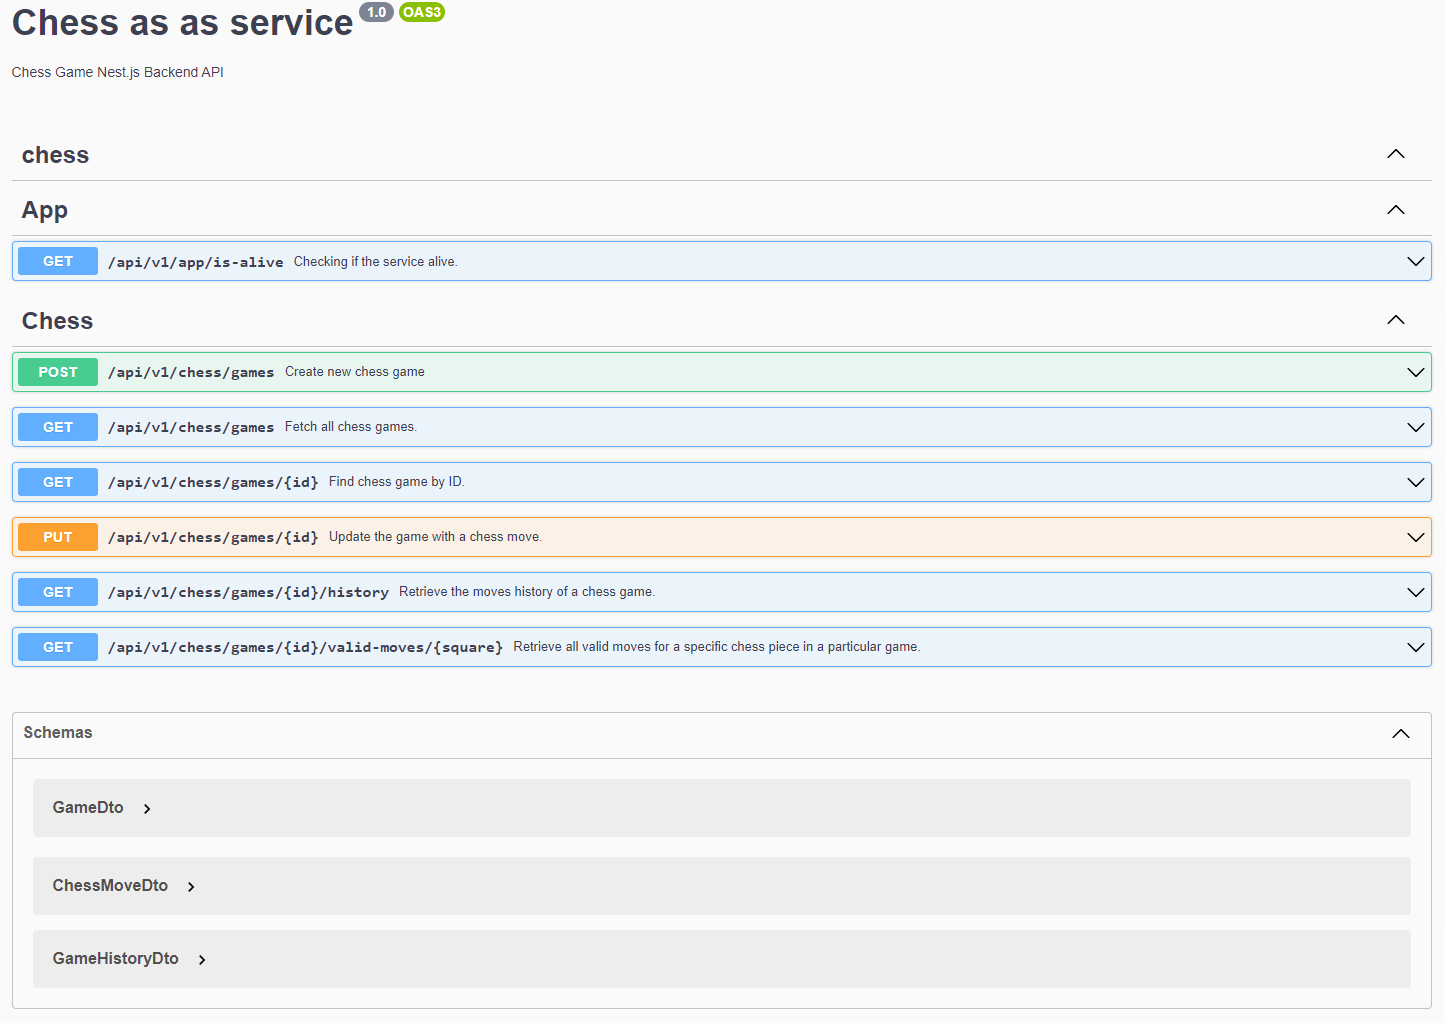 Chess as as service 1.0 OAS3
Chess Game Nest.js Backend API
chess
App
GET /api/v1/app/is-alive Checking if the service alive.
Chess
POST /api/v1/chess/games Create new chess game
GET /api/v1/chess/games Fetch all chess games.
GET /api/v1/chess/games/{id} Find chess game by ID.
PUT /api/v1/chess/games/{id} Update the game with a chess move.
GET /api/v1/chess/games/{id}/history Retrieve the moves history of a chess game.
GET /api/v1/chess/games/{id}/valid-moves/{square} Retrieve all valid moves for a specific chess piece in a particular game.
Schemas
GameDto
ChessMoveDto
GameHistoryDto